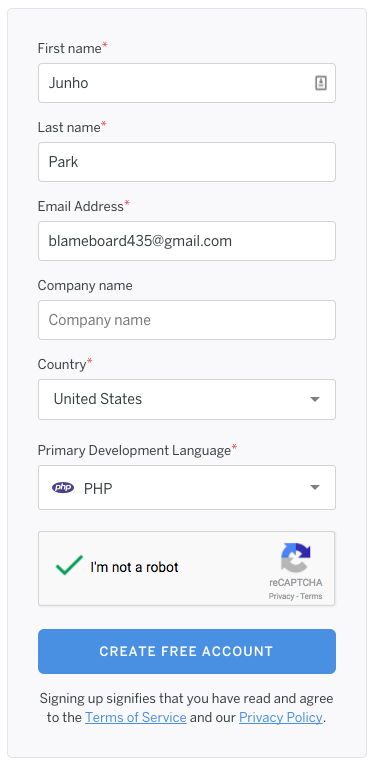 First name*
Junho
Last name*
Park
Email Address*
blameboard435@gmail.com
Company name
Company name
Country*
United States
Primary Development Language*
php PHP
I'm not a robot
reCAPTCHA
Privacy - Terms
CREATE FREE ACCOUNT
Signing up signifies that you have read and agree
to the Terms of Service and our Privacy Policy.